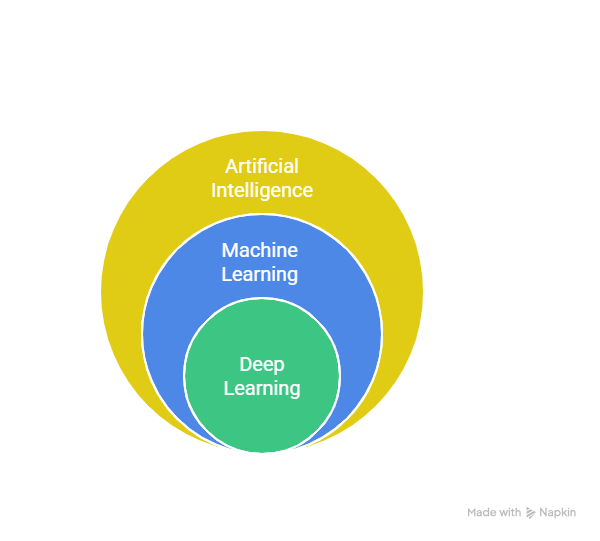 Artificial
Intelligence
Machine
Learning
Deep
Learning
Made with Napkin